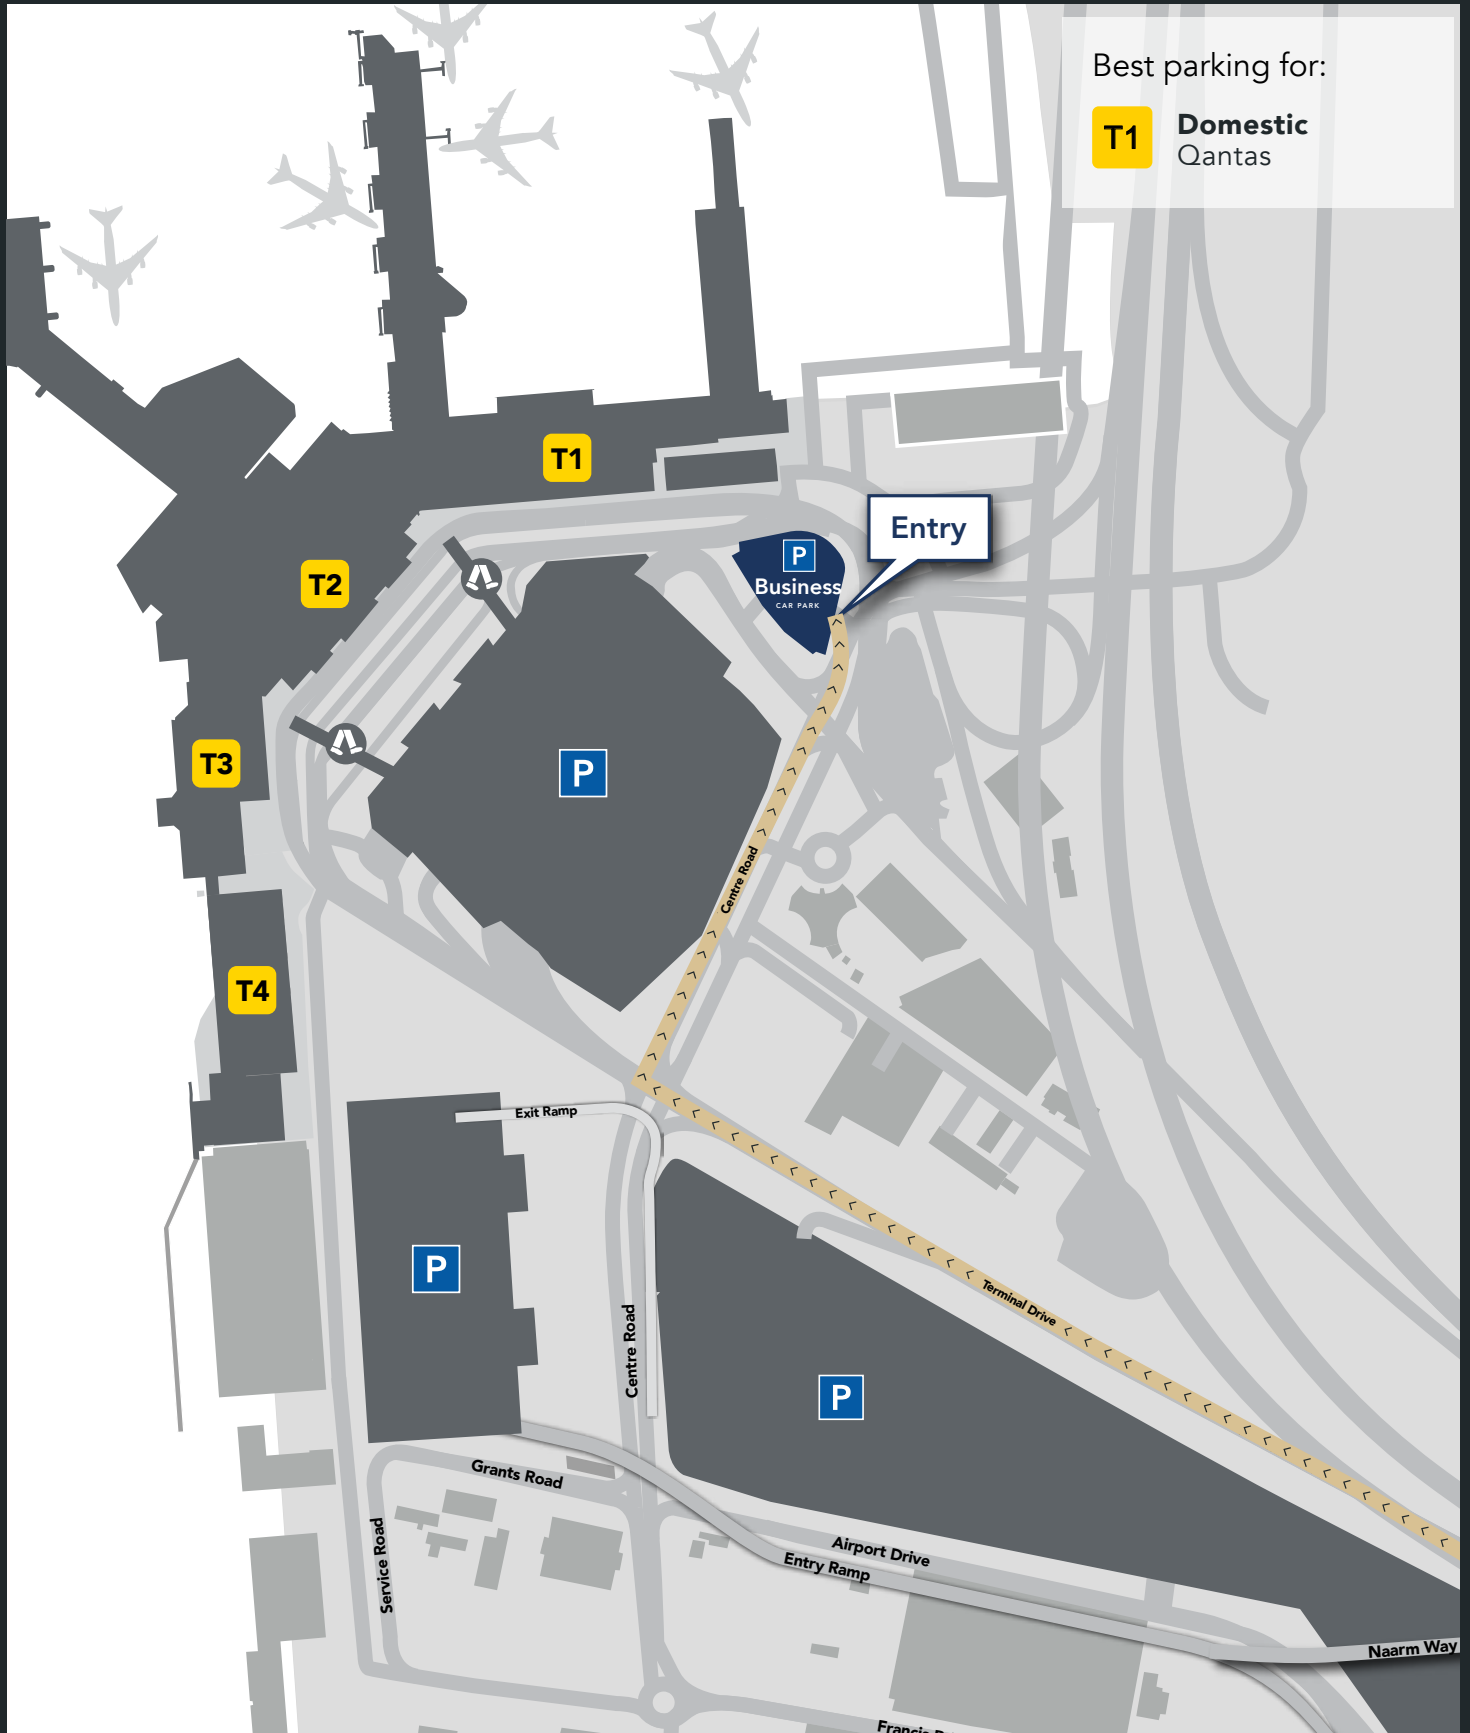 Best parking for:
T1
Domestic
Qantas
T1
Entry
P
Business
CAR PARK
T2
T3
P
Centre Road
T4
Exit Ramp
P
Terminal Drive
Centre Road
P
Grants Road
Service Road
Airport Drive
Entry Ramp
Naarm Way